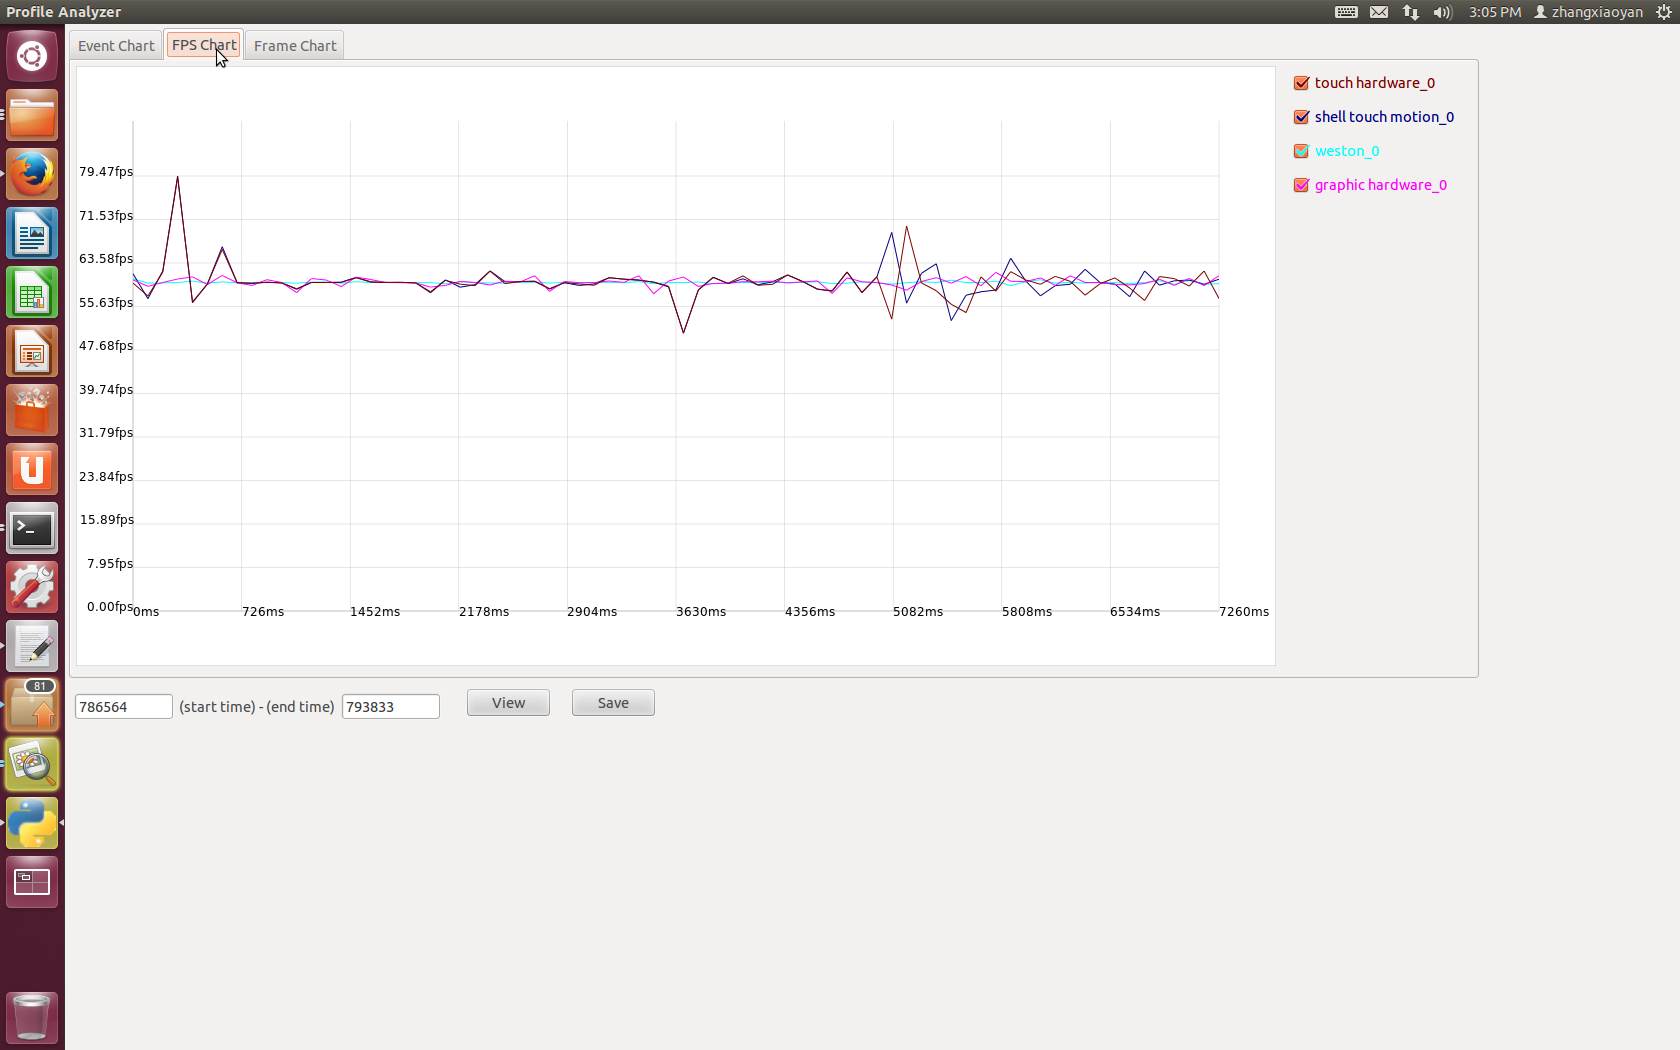 Profile Analyzer
3:05 PM zhangxiaoyan
Event Chart FPS Chart Frame Chart
touch hardware_0
shell touch motion_0
weston_0
graphic hardware_0
79.47fps
71.53fps
63.58fps
55.63fps
47.68fps
39.74fps
31.79fps
23.84fps
15.89fps
7.95fps
0.00fps
0ms 726ms 1452ms 2178ms 2904ms 3630ms 4356ms 5082ms 5808ms 6534ms 7260ms
786564 (start time) - (end time) 793833 View Save
81